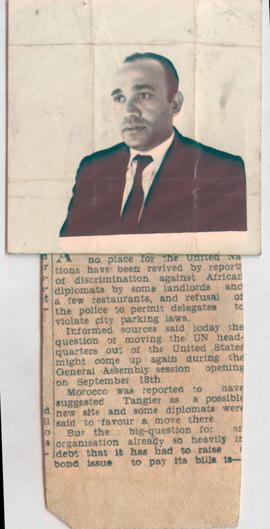 A
no place for the United Na
tions have been revived by report
of discrimination against African
diplomats by some landlords and
a few restaurants, and refusal of
the police to permit delegates to
violate city parking laws.
Informed sources said today the
question of moving the UN head-
quarters out of the United States
might come up again during the
General Assembly session opening
on September 18th.
Morocco was reported to have
suggested Tangier as a possible
new site and some diplomats were
said to favour a move there
But the big-question for an
organisation already so heavily in
debt that it has had to raise a
bond issue to pay its bills is—